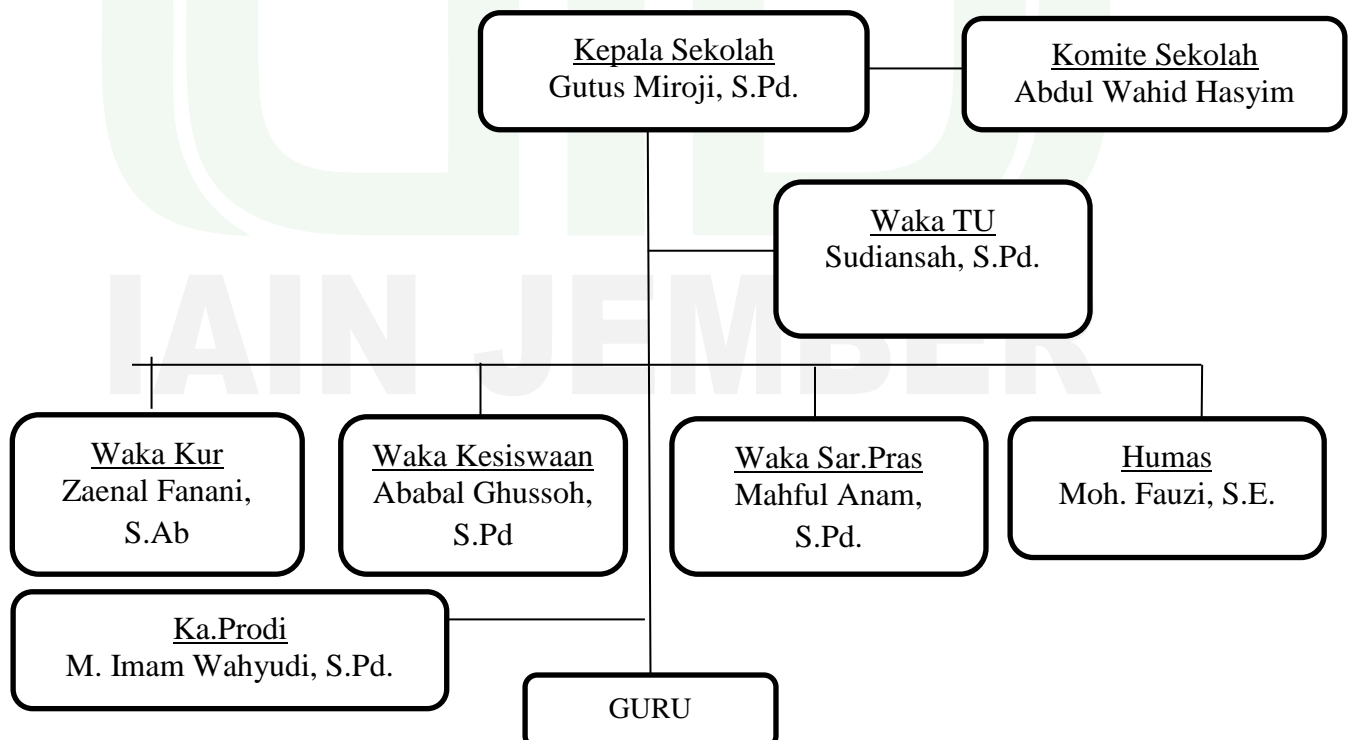 Kepala Sekolah
Gutus Miroji, S.Pd.
Komite Sekolah
Abdul Wahid Hasyim
Waka TU
Sudiansah, S.Pd.
IAIN JEMBER
Waka Kur
Zaenal Fanani,
S.Ab
Waka Kesiswaan
Ababal Ghussoh,
S.Pd
Waka Sar.Pras
Mahful Anam,
S.Pd.
Humas
Moh. Fauzi, S.E.
Ka.Prodi
M. Imam Wahyudi, S.Pd.
GURU